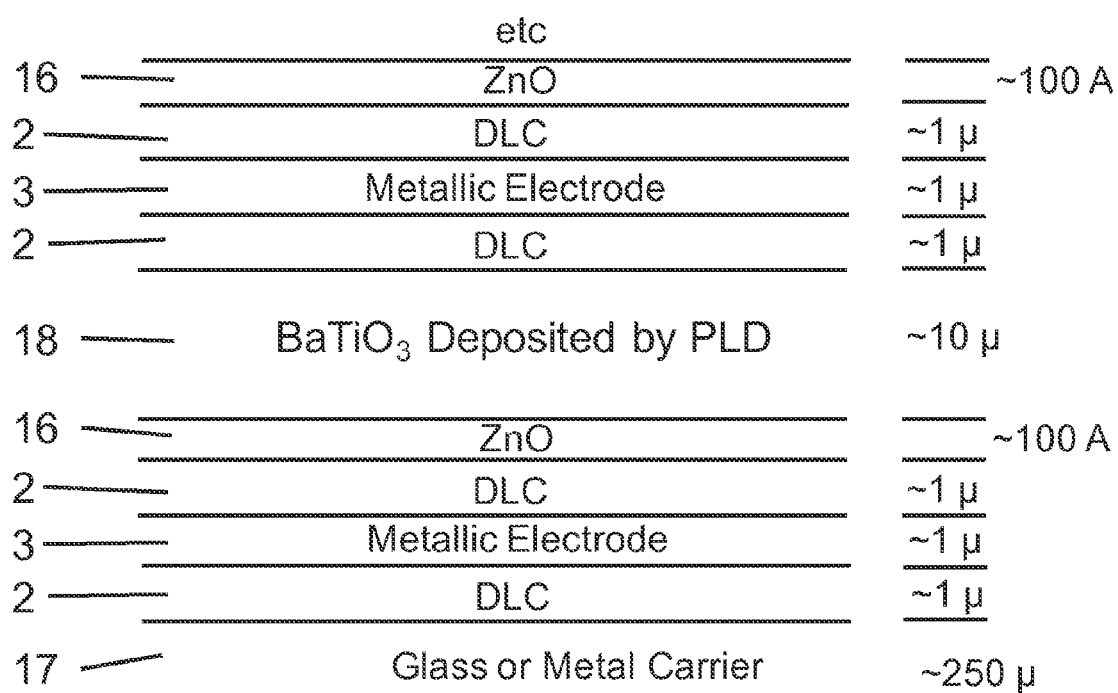 etc
16 ZnO ~100 A
2 DLC ~1 μ
3 Metallic Electrode ~1 μ
2 DLC ~1 μ
18 BaTiO₃ Deposited by PLD ~10 μ
16 ZnO ~100 A
2 DLC ~1 μ
3 Metallic Electrode ~1 μ
2 DLC ~1 μ
17 Glass or Metal Carrier ~250 μ